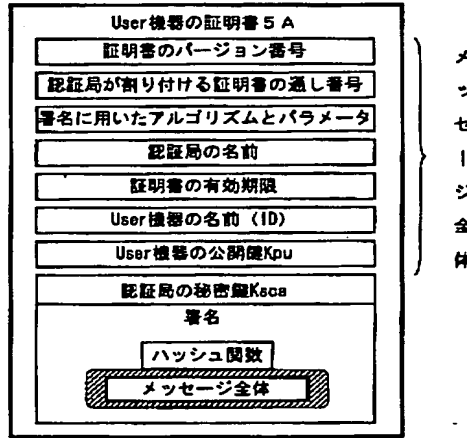 User機器の証明書5A
証明書のバージョン番号
認証局が割り付ける証明書の通し番号
署名に用いたアルゴリズムとパラメータ
認証局の名前
証明書の有効期限
User機器の名前 (ID)
User機器の公開鍵Kpu
認証局の秘密鍵Ksca
署名
ハッシュ関数
メッセージ全体
メッセージ全体